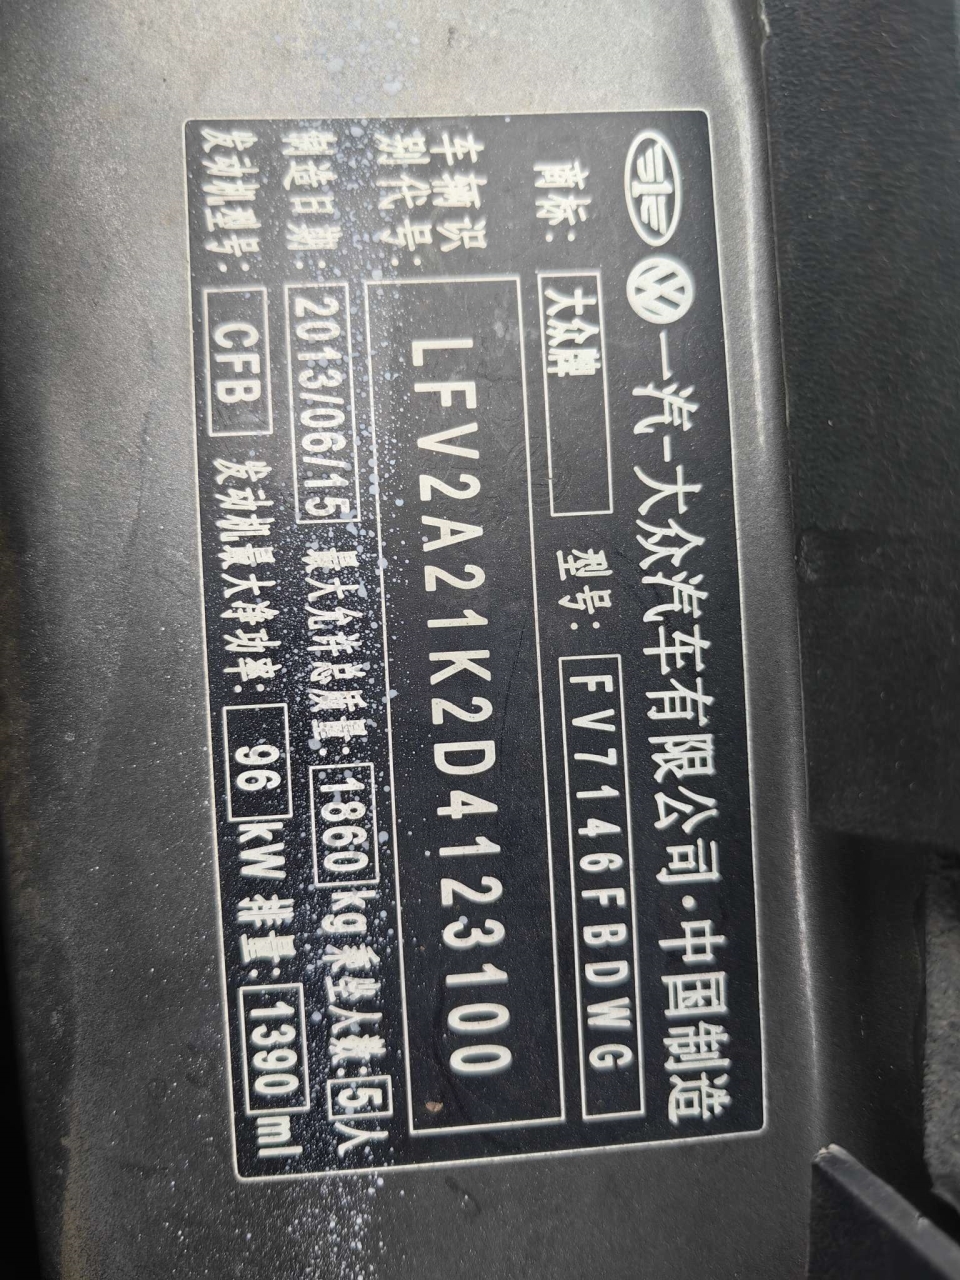 一汽-大众汽车有限公司·中国制造
商标: 大众牌 型号: FV7146FBDWG
车辆识别代号: LFV2A21K2D4123100
制造日期: 2013/06/15 最大允许总质量: 1860 kg 乘坐人数: 5 人
发动机型号: CFB 发动机最大净功率: 96 kW 排量: 1390 ml